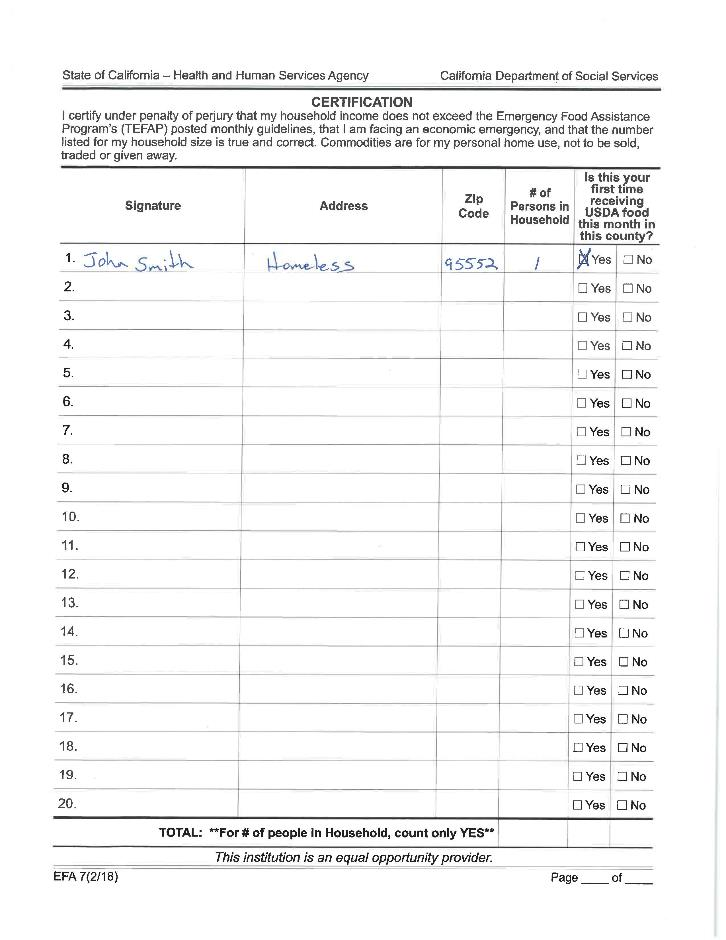 State of California – Health and Human Services Agency California Department of Social Services
CERTIFICATION
I certify under penalty of perjury that my household income does not exceed the Emergency Food Assistance
Program's (TEFAP) posted monthly guidelines, that I am facing an economic emergency, and that the number
listed for my household size is true and correct. Commodities are for my personal home use, not to be sold,
traded or given away.
Signature
Address
Zip
Code
# of
Persons in
Household
Is this your
first time
receiving
USDA food
this month in
this county?
1. John Smith Homeless 95552 1 ☒ Yes ☐ No
2. ☐ Yes ☐ No
3. ☐ Yes ☐ No
4. ☐ Yes ☐ No
5. ☐ Yes ☐ No
6. ☐ Yes ☐ No
7. ☐ Yes ☐ No
8. ☐ Yes ☐ No
9. ☐ Yes ☐ No
10. ☐ Yes ☐ No
11. ☐ Yes ☐ No
12. ☐ Yes ☐ No
13. ☐ Yes ☐ No
14. ☐ Yes ☐ No
15. ☐ Yes ☐ No
16. ☐ Yes ☐ No
17. ☐ Yes ☐ No
18. ☐ Yes ☐ No
19. ☐ Yes ☐ No
20. ☐ Yes ☐ No
TOTAL: **For # of people in Household, count only YES**
This institution is an equal opportunity provider.
EFA 7(2/18) Page ____ of ____